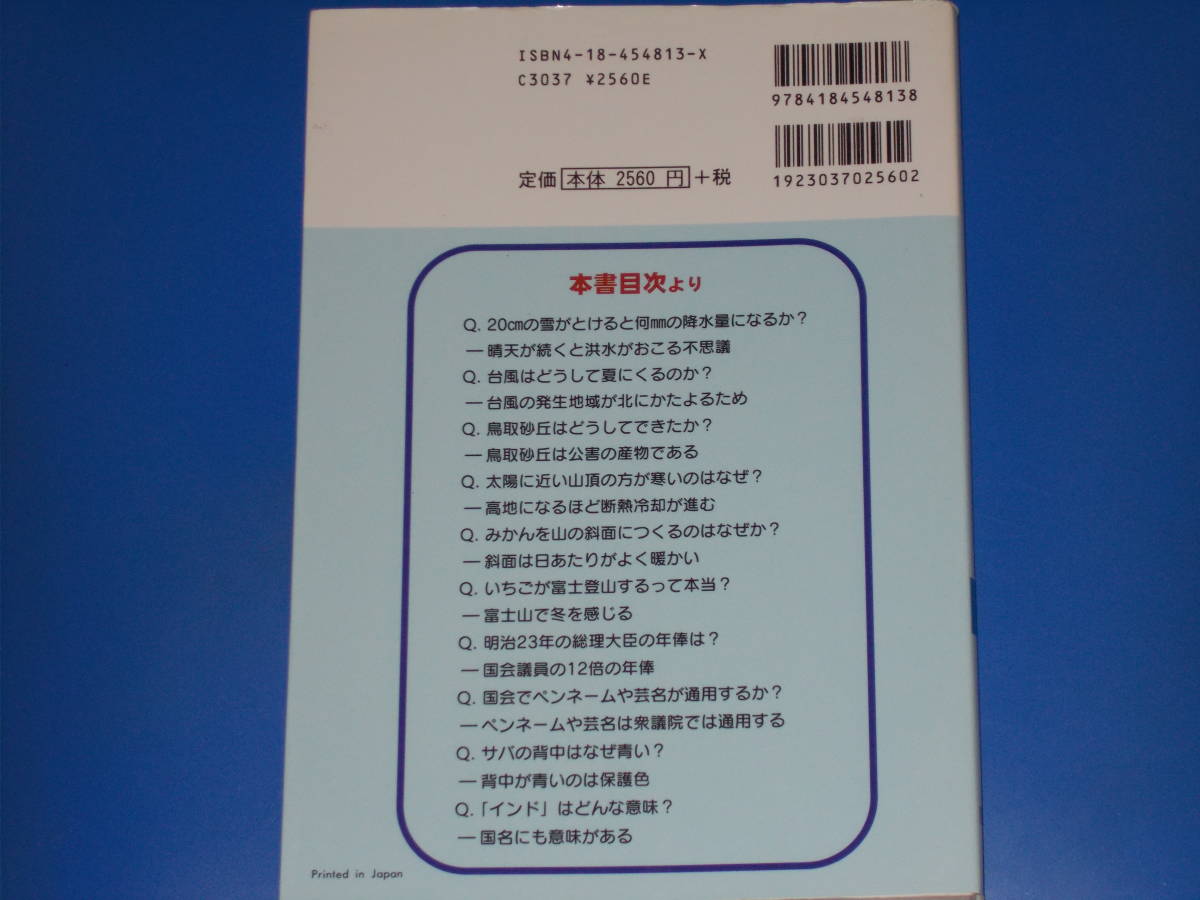 ISBN4-18-454813-X
C3037 ¥2560E
9784184548138
定価 本体 2560 円 +税
1923037025602
本書目次より
Q. 20㎝の雪がとけると何㎜の降水量になるか?
―晴天が続くと洪水がおこる不思議
Q. 台風はどうして夏にくるのか?
―台風の発生地域が北にかたよるため
Q. 鳥取砂丘はどうしてできたか?
―鳥取砂丘は公害の産物である
Q. 太陽に近い山頂の方が寒いのはなぜ?
―高地になるほど断熱冷却が進む
Q. みかんを山の斜面につくるのはなぜか?
―斜面は日あたりがよく暖かい
Q. いちごが富士登山するって本当?
―富士山で冬を感じる
Q. 明治23年の総理大臣の年俸は?
―国会議員の12倍の年俸
Q. 国会でペンネームや芸名が通用するか?
―ペンネームや芸名は衆議院では通用する
Q. サバの背中はなぜ青い?
―背中が青いのは保護色
Q. 「インド」はどんな意味?
―国名にも意味がある
Printed in Japan